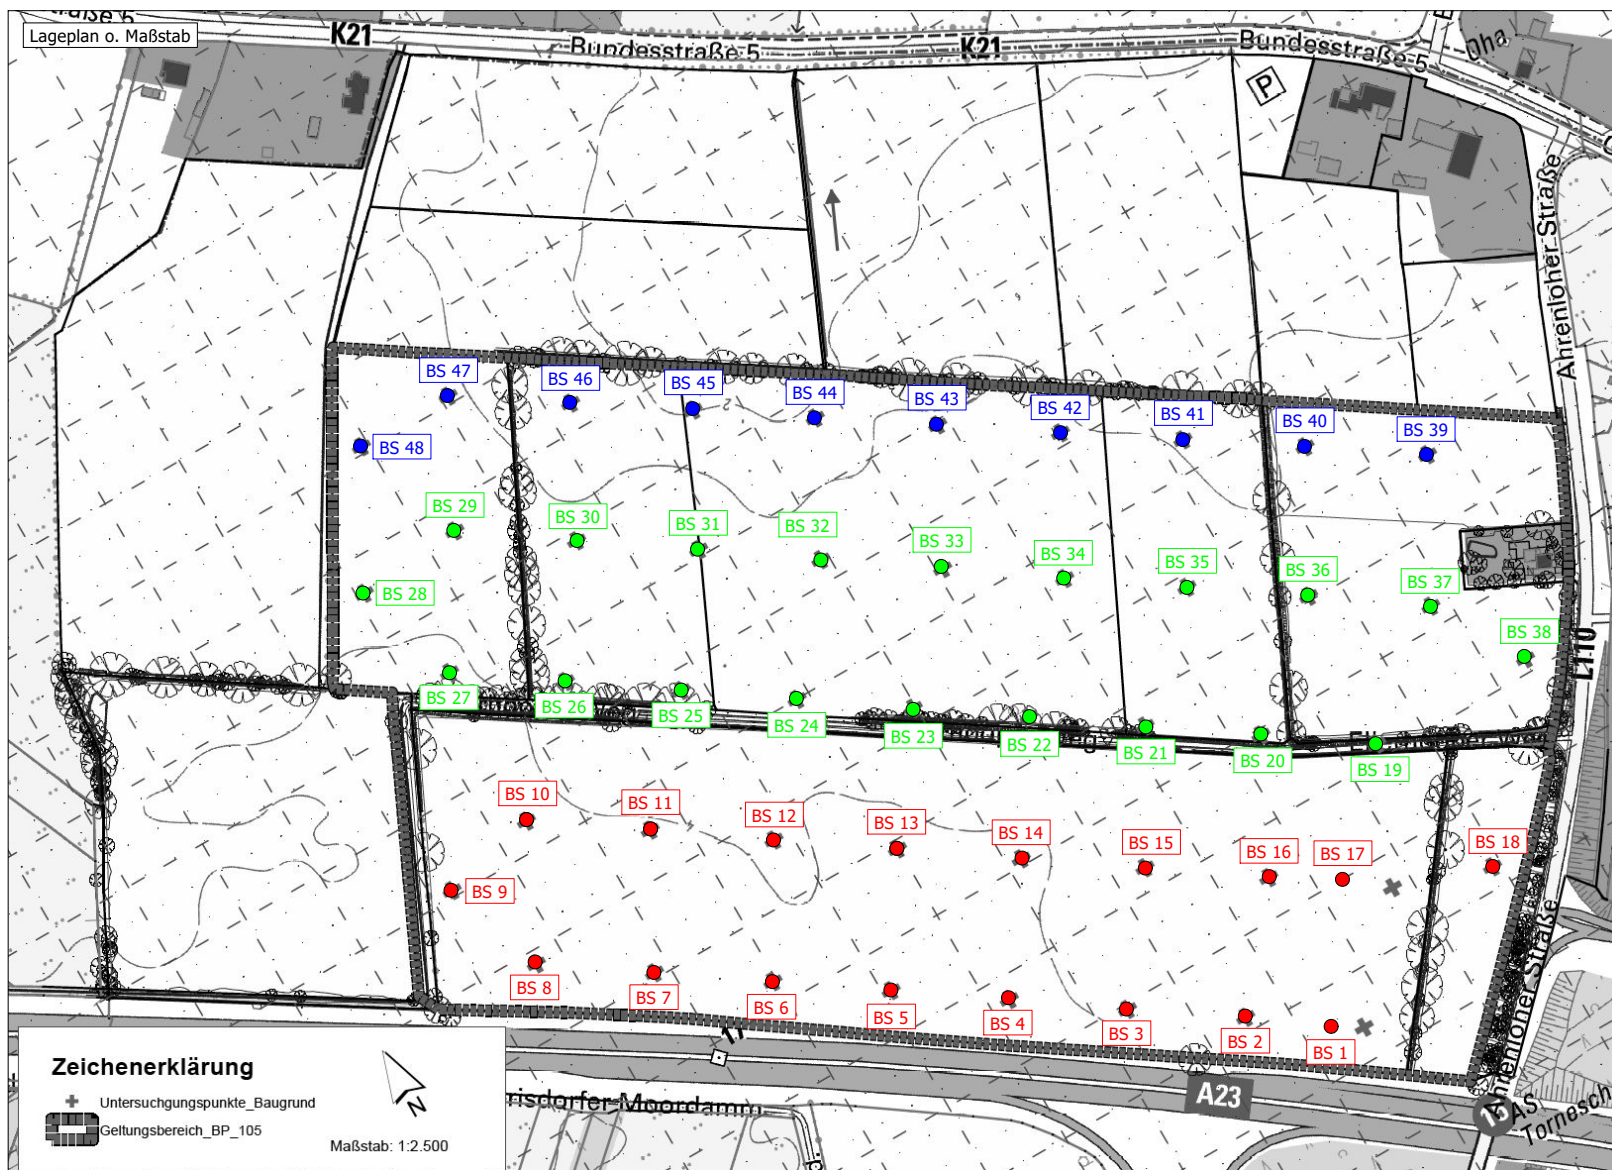 Lageplan o. Maßstab
K21
Bundesstraße 5
K21
Bundesstraße 5
P
Ahrenloher Straße
BS 47
BS 46
BS 45
BS 44
BS 43
BS 42
BS 41
BS 40
BS 39
BS 48
BS 29
BS 30
BS 31
BS 32
BS 33
BS 34
BS 35
BS 36
BS 37
BS 28
BS 38
L110
BS 27
BS 26
BS 25
BS 24
BS 23
BS 22
BS 21
BS 20
BS 19
BS 10
BS 11
BS 12
BS 13
BS 14
BS 15
BS 16
BS 17
BS 18
BS 9
BS 8
BS 7
BS 6
BS 5
BS 4
BS 3
BS 2
BS 1
Ahrenloher Straße
17
A23
15
AS
Tornesch
risdorfer Moordamm
Zeichenerklärung
N
Untersuchgungspunkte_Baugrund
Geltungsbereich_BP_105
Maßstab: 1:2.500